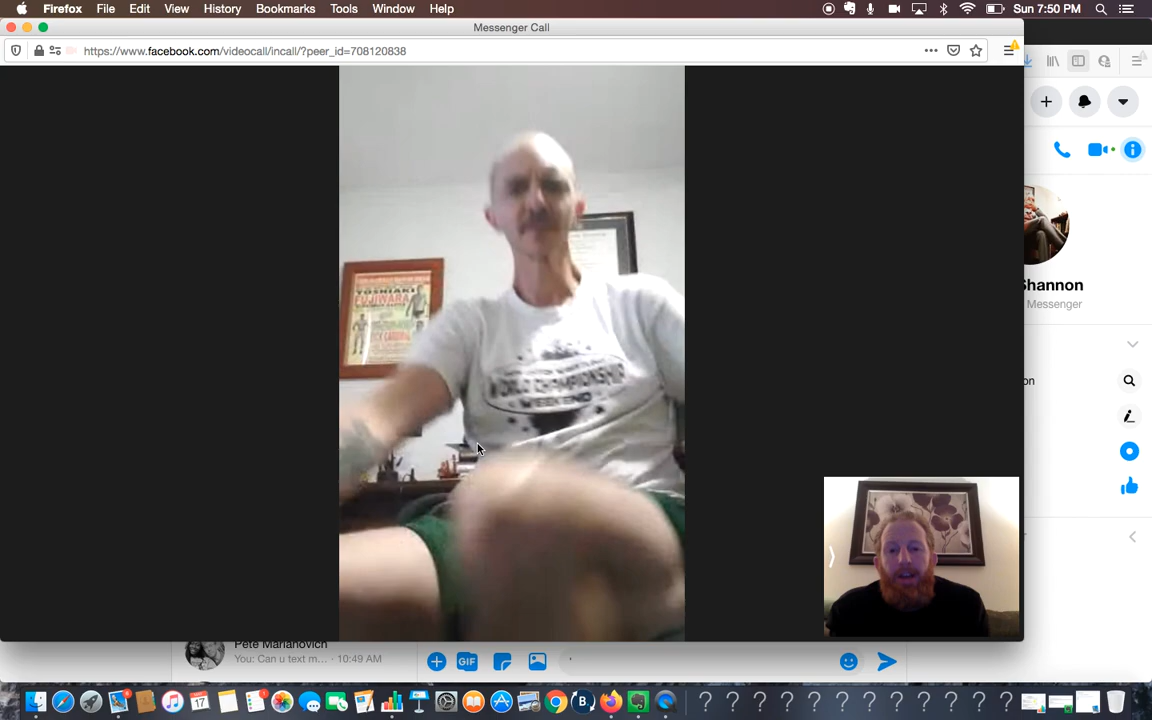 Firefox File Edit View History Bookmarks Tools Window Help Sun 7:50 PM
Messenger Call
https://www.facebook.com/videocall/incall/?peer_id=708120838
YOSHIAKI
FUJIWARA
WORLD CHAMPIONSHIP
WEEKEND
Shannon
Messenger
on
Pete Marianovich
You: Can u text m... · 10:49 AM
GIF
'
17